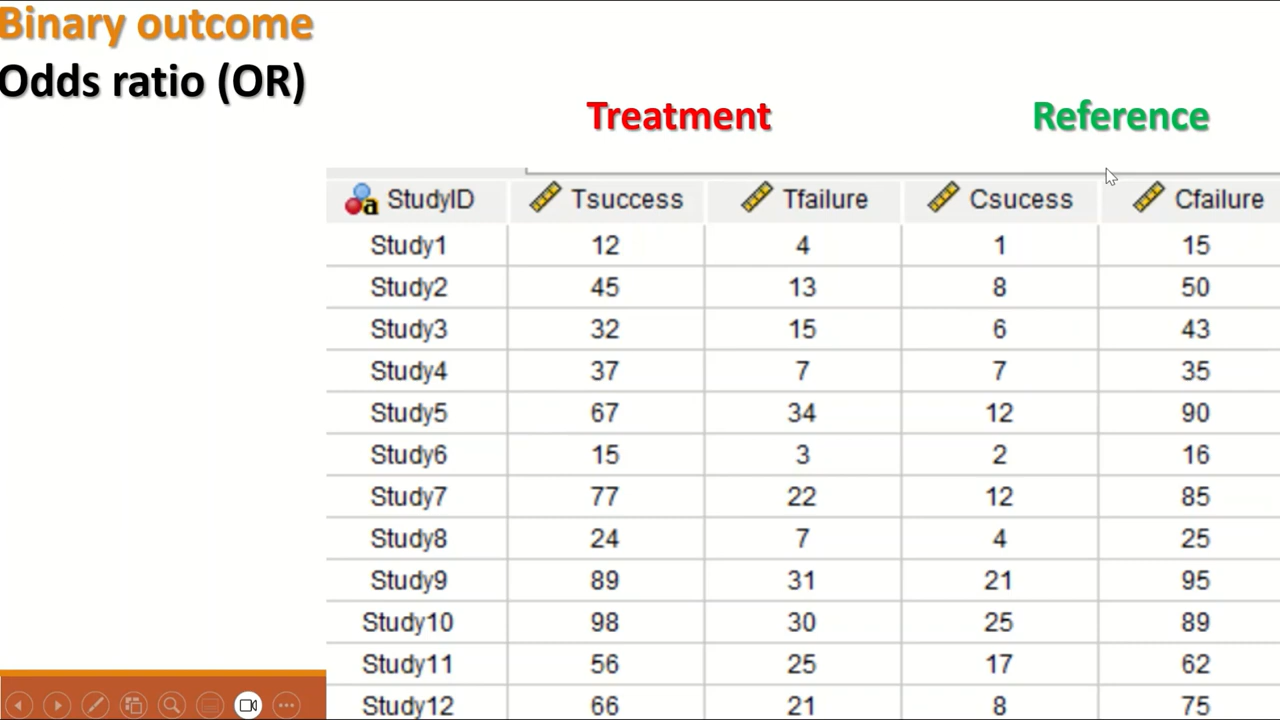 Binary outcome
Odds ratio (OR)
Treatment Reference
StudyID Tsuccess Tfailure Csucess Cfailure
Study1 12 4 1 15
Study2 45 13 8 50
Study3 32 15 6 43
Study4 37 7 7 35
Study5 67 34 12 90
Study6 15 3 2 16
Study7 77 22 12 85
Study8 24 7 4 25
Study9 89 31 21 95
Study10 98 30 25 89
Study11 56 25 17 62
Study12 66 21 8 75